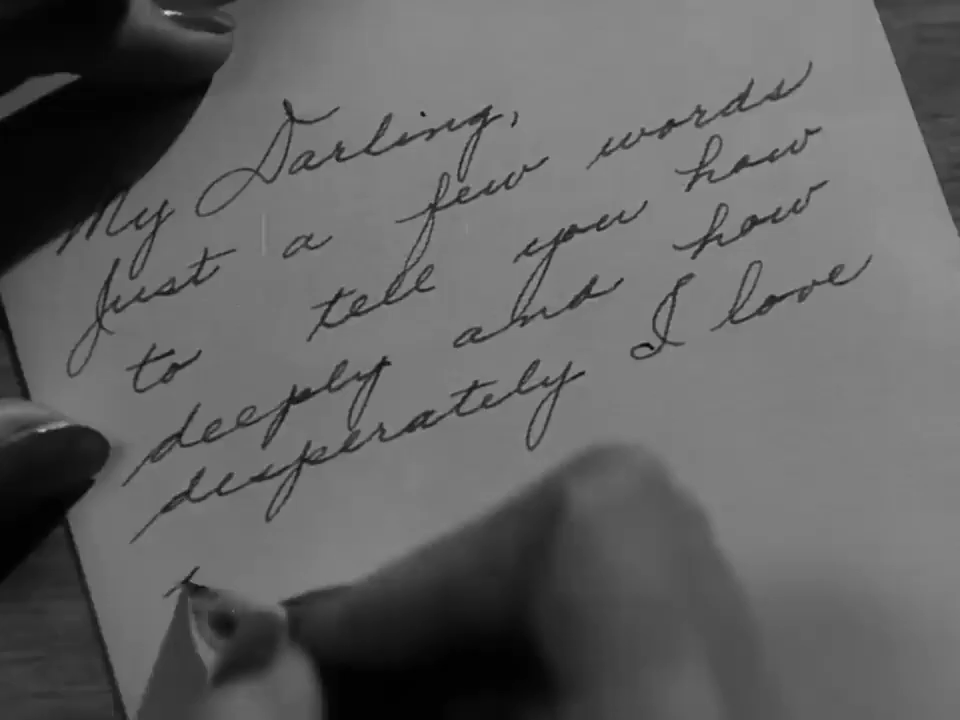 My Darling,
Just a few words
to tell you how
deeply and how
desperately I love